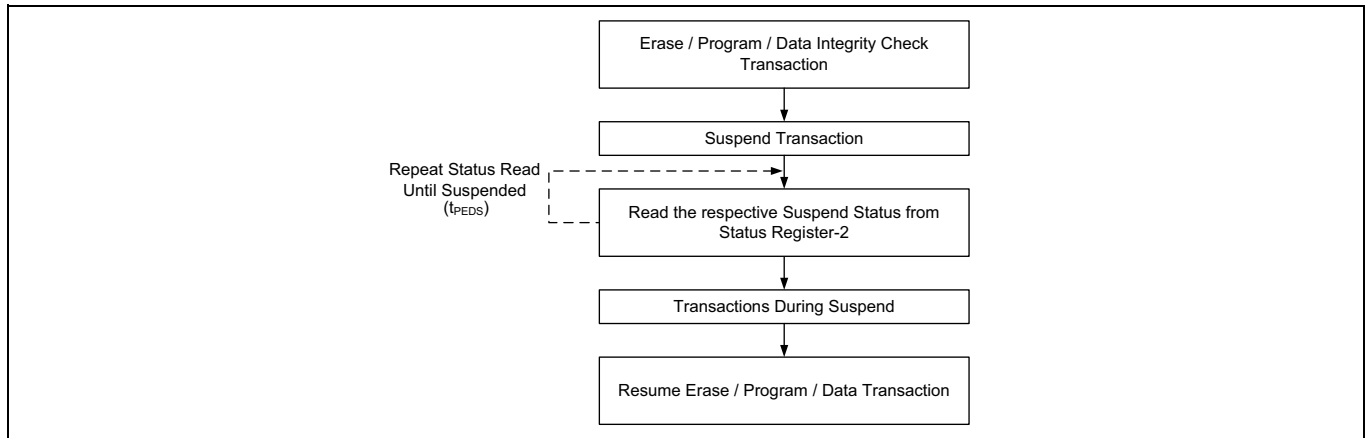 Erase / Program / Data Integrity Check
Transaction
Suspend Transaction
Repeat Status Read
Until Suspended
(tPEDS)
Read the respective Suspend Status from
Status Register-2
Transactions During Suspend
Resume Erase / Program / Data Transaction